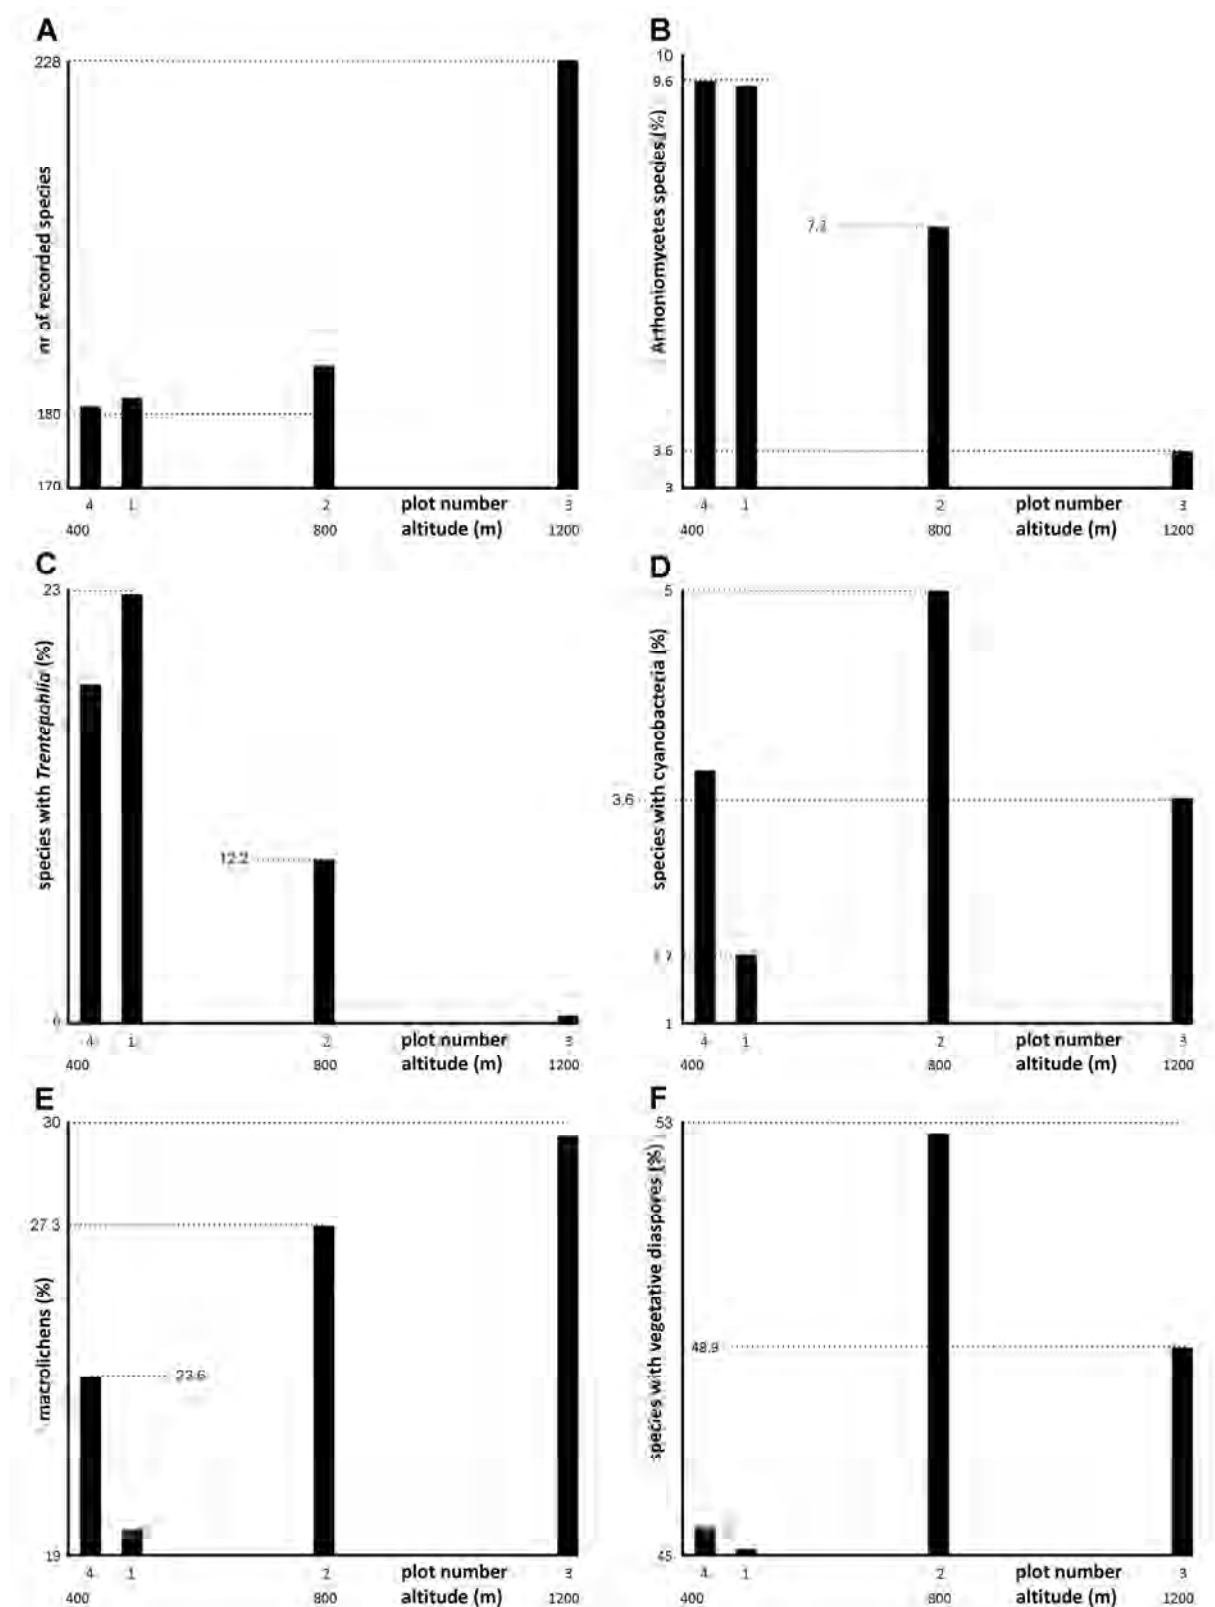 A
228
nr of recorded species
180
170
4 1 2 plot number 3
400 800 altitude (m) 1200
B
10
9.6
Arthoniomycetes species (%)
7.2
3.6
3
4 1 2 plot number 3
400 800 altitude (m) 1200
C
23
species with Trentepohlia (%)
12.2
4 1 2 plot number 3
400 800 altitude (m) 1200
D
5
species with cyanobacteria (%)
3.6
1
4 1 2 plot number 3
400 800 altitude (m) 1200
E
30
27.3
macrolichens (%)
23.6
19
4 1 2 plot number 3
400 800 altitude (m) 1200
F
53
species with vegetative diaspores (%)
48.9
45
4 1 2 plot number 3
400 800 altitude (m) 1200